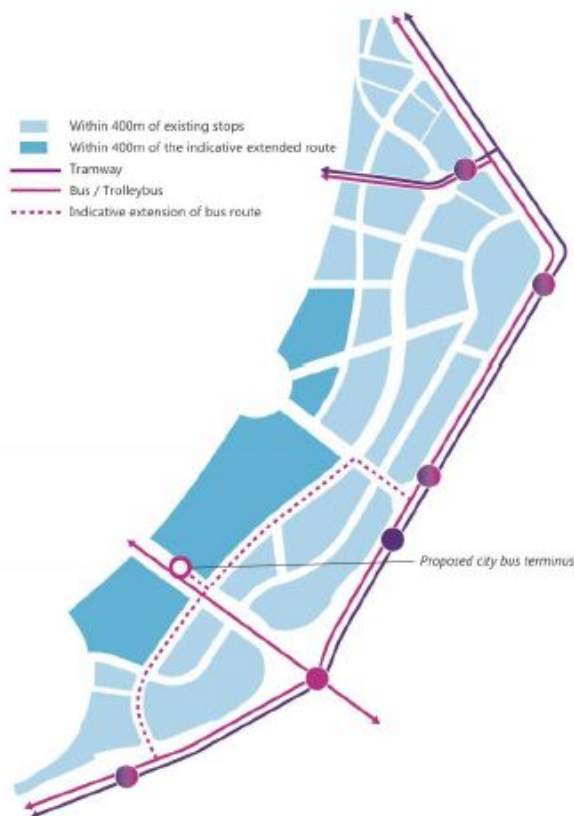 Within 400m of existing stops
Within 400m of the indicative extended route
Tramway
Bus / Trolleybus
Indicative extension of bus route
Proposed city bus terminus